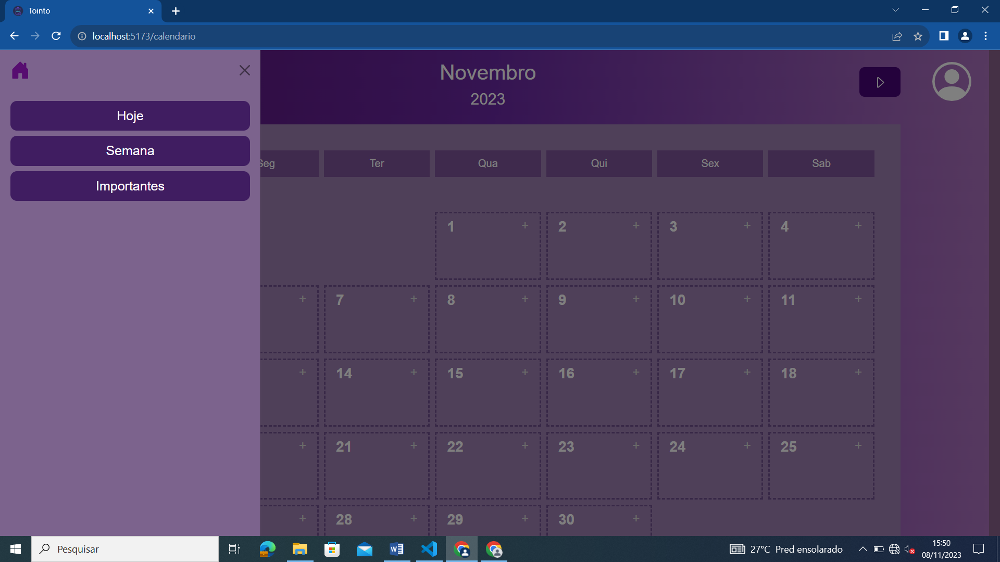 Tointo
localhost:5173/calendario
Novembro
2023
Hoje
Semana
Importantes
Seg Ter Qua Qui Sex Sab
1 + 2 + 3 + 4 +
+ 7 + 8 + 9 + 10 + 11 +
+ 14 + 15 + 16 + 17 + 18 +
+ 21 + 22 + 23 + 24 + 25 +
+ 28 + 29 + 30 +
Pesquisar
27°C Pred ensolarado
15:50
08/11/2023